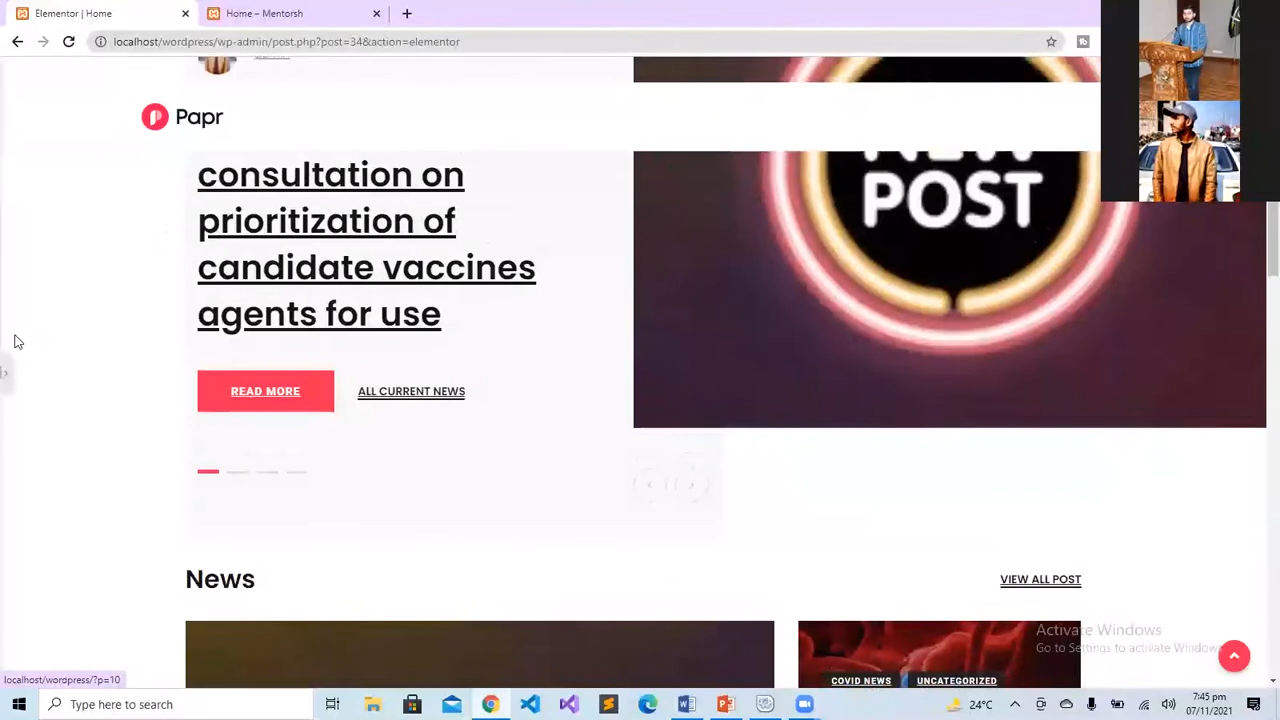 Elementor | Home
Home – Mentorsh
localhost/wordpress/wp-admin/post.php?post=34&action=elementor
Papr
consultation on
prioritization of
candidate vaccines
agents for use
POST
READ MORE
ALL CURRENT NEWS
News
VIEW ALL POST
COVID NEWS
UNCATEGORIZED
Activate Windows
Go to Settings to activate Windows.
localhost/wordpress/?p=10
Type here to search
24°C
7:45 pm
07/11/2021